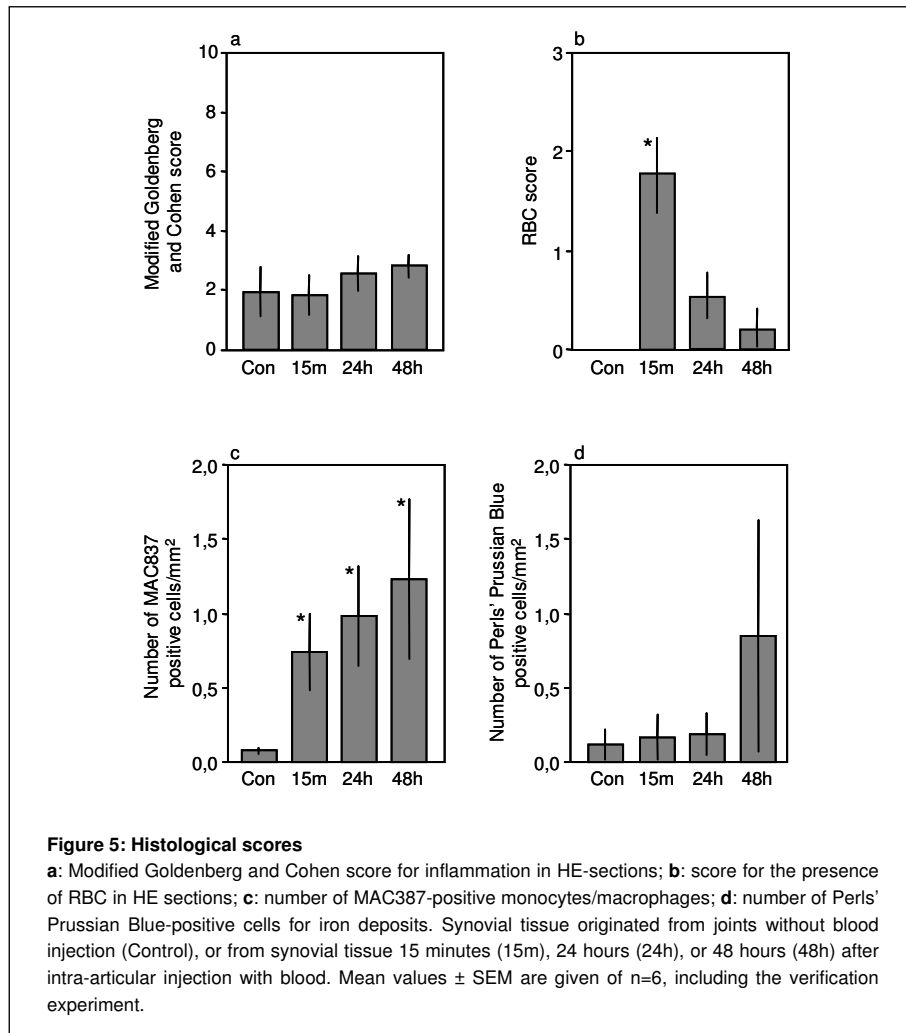 a
10
8
6
4
2
0
Modified Goldenberg
and Cohen score
Con 15m 24h 48h
b
3
2
1
0
RBC score
*
Con 15m 24h 48h
c
2,0
1,5
1,0
0,5
0,0
Number of MAC837
positive cells/mm²
* * *
Con 15m 24h 48h
d
2,0
1,5
1,0
0,5
0,0
Number of Perls' Prussian Blue
positive cells/mm²
Con 15m 24h 48h
Figure 5: Histological scores
a: Modified Goldenberg and Cohen score for inflammation in HE-sections; b: score for the presence
of RBC in HE sections; c: number of MAC387-positive monocytes/macrophages; d: number of Perls'
Prussian Blue-positive cells for iron deposits. Synovial tissue originated from joints without blood
injection (Control), or from synovial tissue 15 minutes (15m), 24 hours (24h), or 48 hours (48h) after
intra-articular injection with blood. Mean values ± SEM are given of n=6, including the verification
experiment.